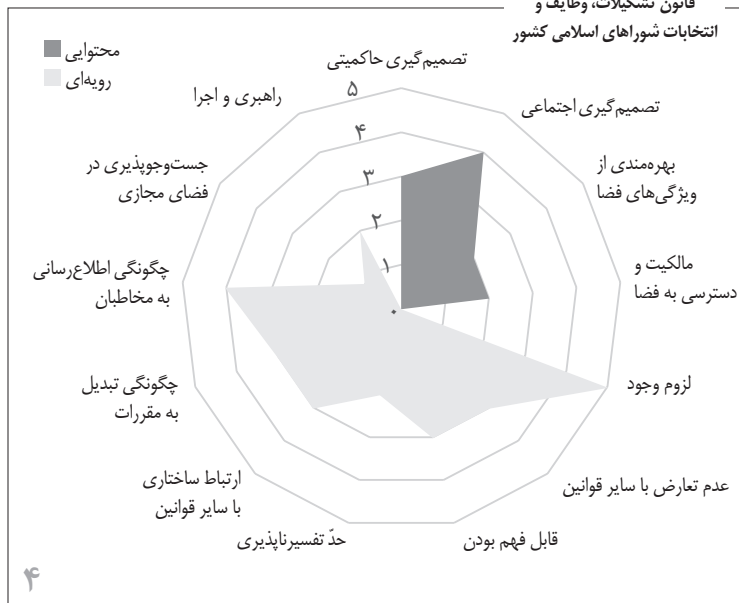 قانون تشکیلات، وظایف و
انتخابات شوراهای اسلامی کشور
محتوایی
رویه‌ای
تصمیم‌گیری حاکمیتی
تصمیم‌گیری اجتماعی
بهره‌مندی از
ویژگی‌های فضا
مالکیت و
دسترسی به فضا
لزوم وجود
عدم تعارض با سایر قوانین
قابل فهم بودن
حدّ تفسیرناپذیری
ارتباط ساختاری
با سایر قوانین
چگونگی تبدیل
به مقررات
چگونگی اطلاع‌رسانی
به مخاطبان
جست‌وجوپذیری در
فضای مجازی
راهبری و اجرا
۵
۴
۳
۲
۱
۰
۴